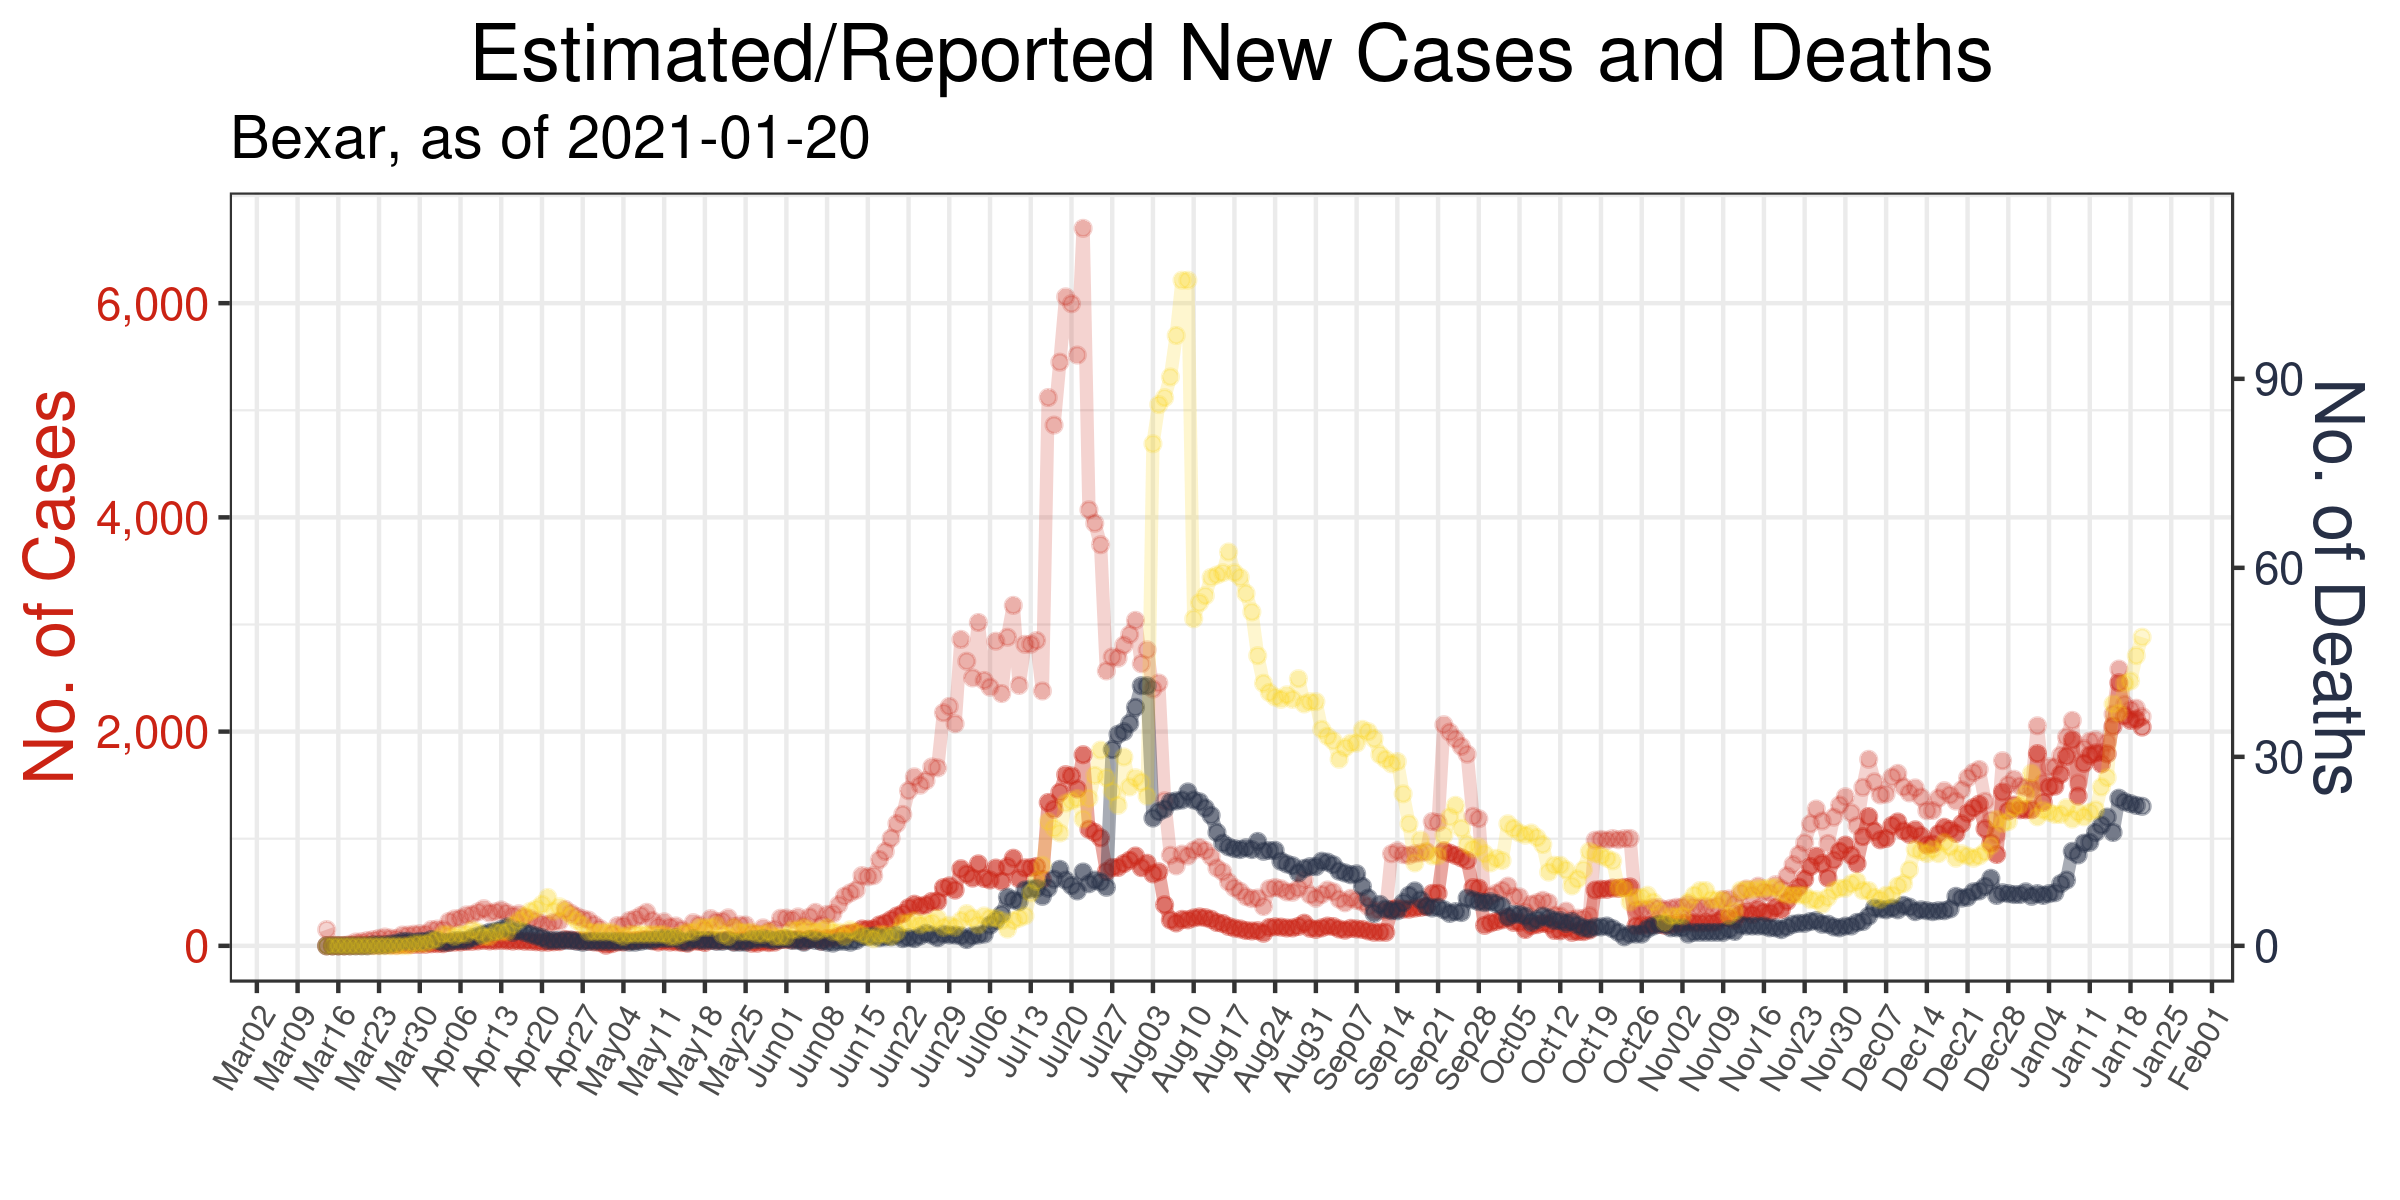 Estimated/Reported New Cases and Deaths
Bexar, as of 2021-01-20
No. of Cases
6,000
4,000
2,000
0
90
60
30
0
No. of Deaths
Mar02 Mar09 Mar16 Mar23 Mar30 Apr06 Apr13 Apr20 Apr27 May04 May11 May18 May25 Jun01 Jun08 Jun15 Jun22 Jun29 Jul06 Jul13 Jul20 Jul27 Aug03 Aug10 Aug17 Aug24 Aug31 Sep07 Sep14 Sep21 Sep28 Oct05 Oct12 Oct19 Oct26 Nov02 Nov09 Nov16 Nov23 Nov30 Dec07 Dec14 Dec21 Dec28 Jan04 Jan11 Jan18 Jan25 Feb01